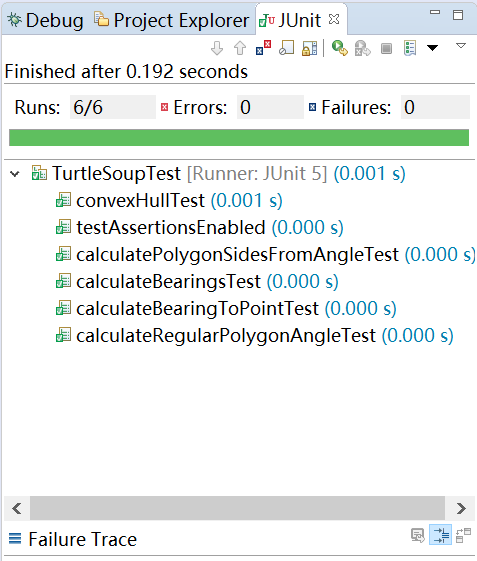 Debug Project Explorer JUnit
Finished after 0.192 seconds
Runs: 6/6 Errors: 0 Failures: 0
TurtleSoupTest [Runner: JUnit 5] (0.001 s)
convexHullTest (0.001 s)
testAssertionsEnabled (0.000 s)
calculatePolygonSidesFromAngleTest (0.000 s)
calculateBearingsTest (0.000 s)
calculateBearingToPointTest (0.000 s)
calculateRegularPolygonAngleTest (0.000 s)
Failure Trace